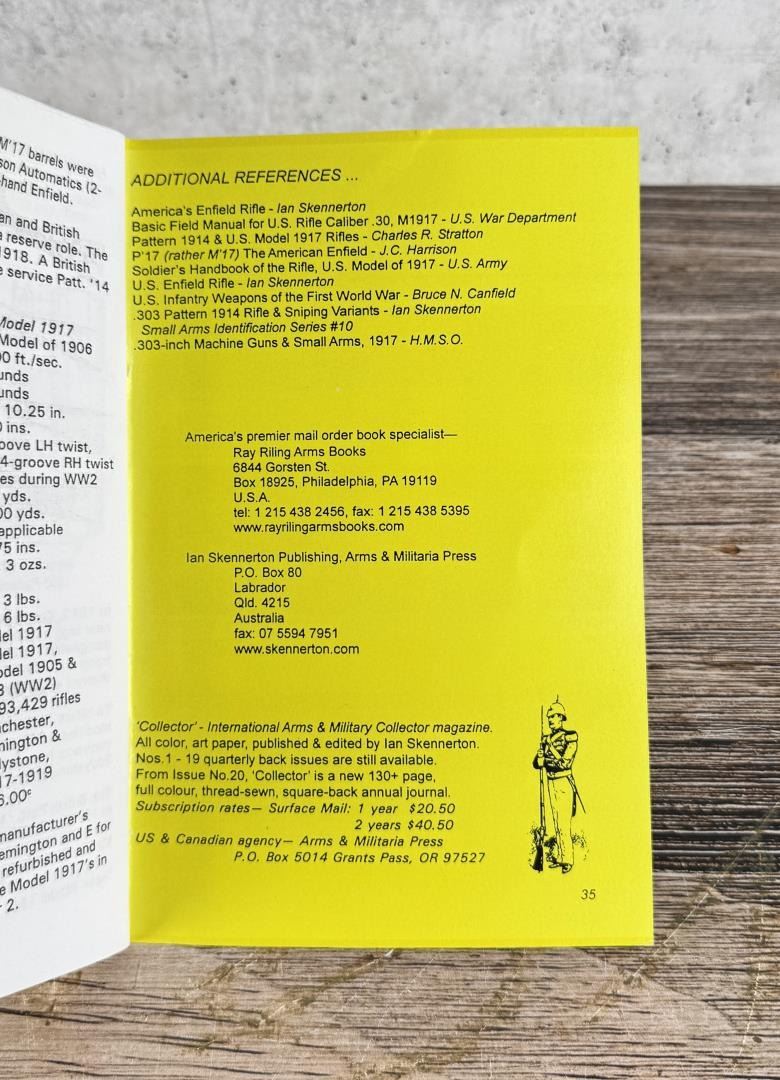 M'17 barrels were
son Automatics (2-
hand Enfield.
an and British
reserve role. The
1918. A British
service Patt. '14
Model 1917
Model of 1906
00 ft./sec.
unds
unds
10.25 in.
ins.
oove LH twist,
4-groove RH twist
es during WW2
yds.
00 yds.
applicable
75 ins.
3 ozs.
3 lbs.
6 lbs.
del 1917
del 1917,
odel 1905 &
(WW2)
93,429 rifles
chester,
mington &
dystone,
17-1919
6.00º
manufacturer's
emington and E for
refurbished and
e Model 1917's in
2.
ADDITIONAL REFERENCES ...
America's Enfield Rifle - Ian Skennerton
Basic Field Manual for U.S. Rifle Caliber .30, M1917 - U.S. War Department
Pattern 1914 & U.S. Model 1917 Rifles - Charles R. Stratton
P'17 (rather M'17) The American Enfield - J.C. Harrison
Soldier's Handbook of the Rifle, U.S. Model of 1917 - U.S. Army
U.S. Enfield Rifle - Ian Skennerton
U.S. Infantry Weapons of the First World War - Bruce N. Canfield
.303 Pattern 1914 Rifle & Sniping Variants - Ian Skennerton
Small Arms Identification Series #10
.303-inch Machine Guns & Small Arms, 1917 - H.M.S.O.
America's premier mail order book specialist—
Ray Riling Arms Books
6844 Gorsten St.
Box 18925, Philadelphia, PA 19119
U.S.A.
tel: 1 215 438 2456, fax: 1 215 438 5395
www.rayrilingarmsbooks.com
Ian Skennerton Publishing, Arms & Militaria Press
P.O. Box 80
Labrador
Qld. 4215
Australia
fax: 07 5594 7951
www.skennerton.com
'Collector' - International Arms & Military Collector magazine.
All color, art paper, published & edited by Ian Skennerton.
Nos.1 - 19 quarterly back issues are still available.
From Issue No.20, 'Collector' is a new 130+ page,
full colour, thread-sewn, square-back annual journal.
Subscription rates— Surface Mail: 1 year $20.50
2 years $40.50
US & Canadian agency— Arms & Militaria Press
P.O. Box 5014 Grants Pass, OR 97527
35